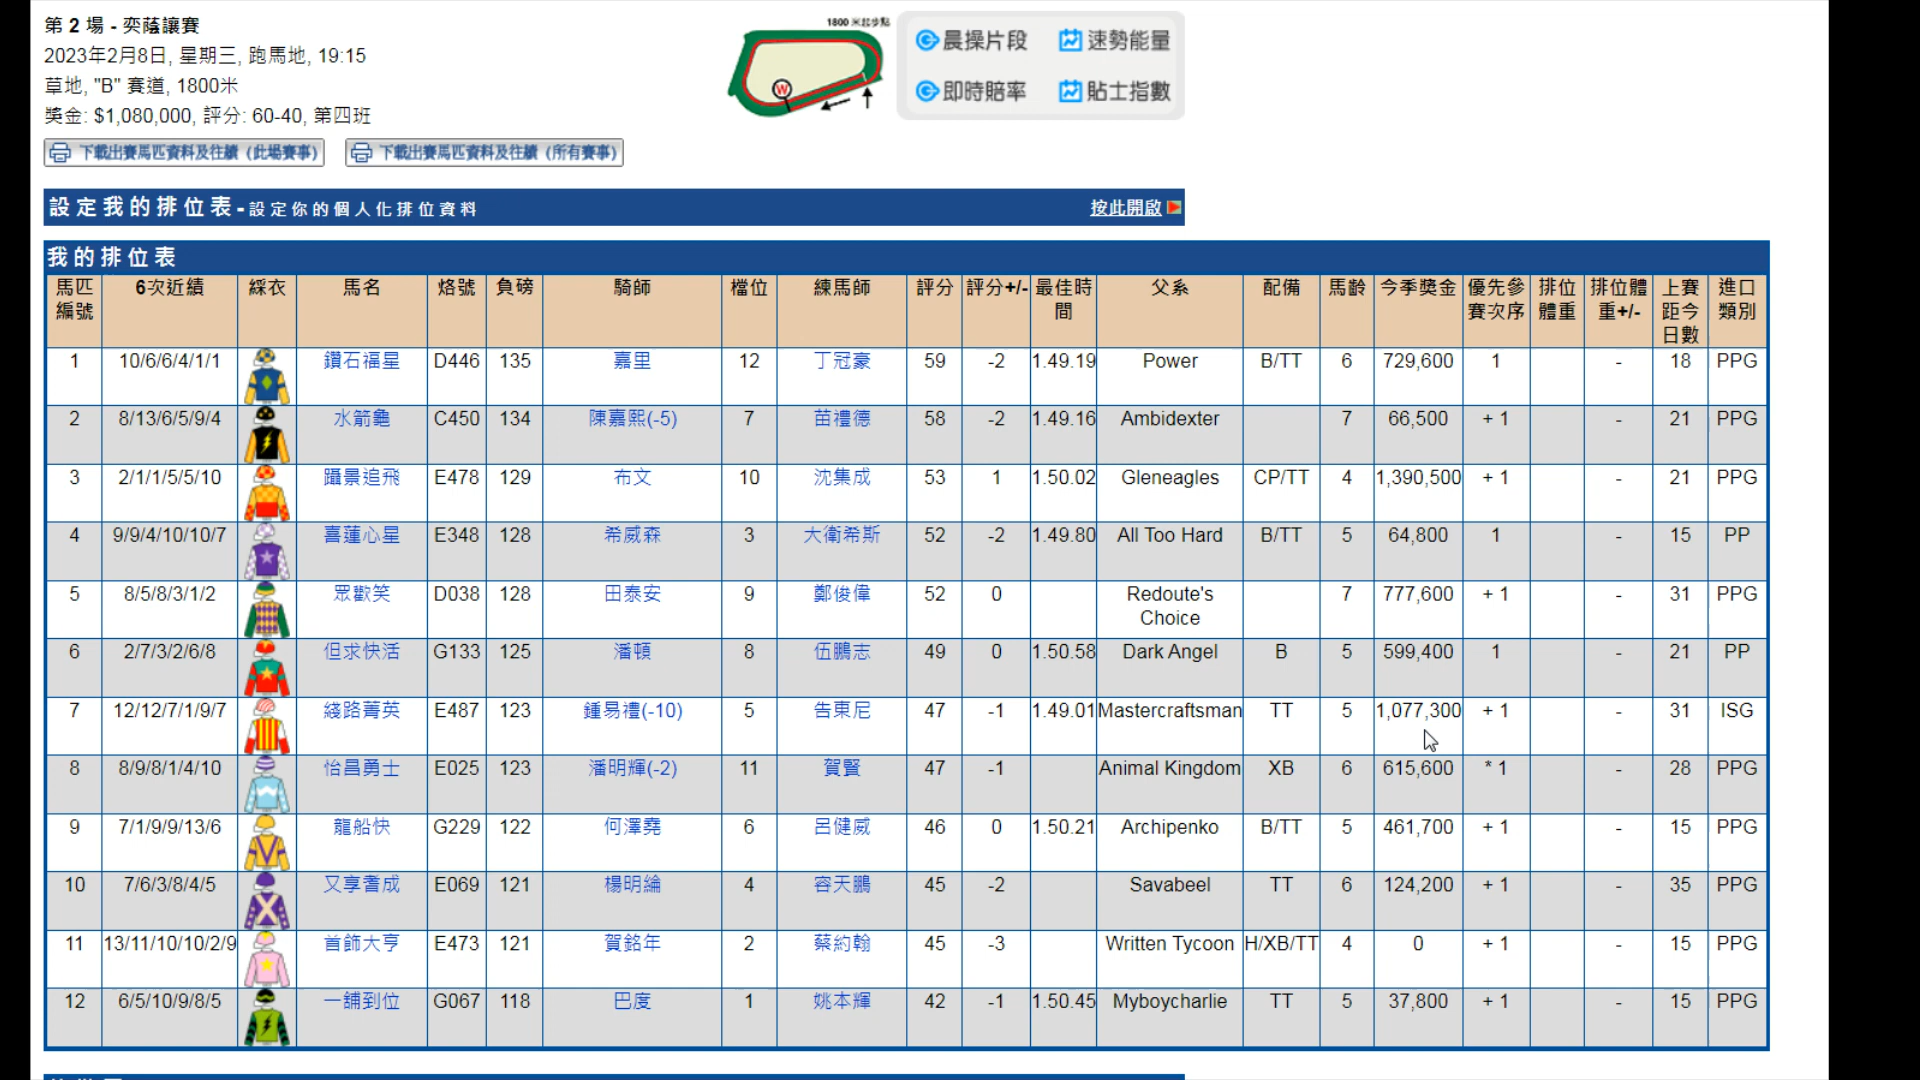 第 2 場 - 奕蔭讓賽
2023年2月8日, 星期三, 跑馬地, 19:15
草地, "B" 賽道, 1800米
獎金: $1,080,000, 評分: 60-40, 第四班
1800 米起步點
W
晨操片段 速勢能量
即時賠率 貼士指數
下載出賽馬匹資料及往績 (此場賽事) 下載出賽馬匹資料及往績 (所有賽事)
設定我的排位表 - 設定你的個人化排位資料 按此開啟
我的排位表
馬匹編號 6次近績 綵衣 馬名 烙號 負磅 騎師 檔位 練馬師 評分 評分+/- 最佳時間 父系 配備 馬齡 今季獎金 優先參賽次序 排位體重 排位體重+/- 上賽距今日數 進口類別
1 10/6/6/4/1/1 鑽石福星 D446 135 嘉里 12 丁冠豪 59 -2 1.49.19 Power B/TT 6 729,600 1 - 18 PPG
2 8/13/6/5/9/4 水箭龜 C450 134 陳嘉熙(-5) 7 苗禮德 58 -2 1.49.16 Ambidexter 7 66,500 + 1 - 21 PPG
3 2/1/1/5/5/10 躡景追飛 E478 129 布文 10 沈集成 53 1 1.50.02 Gleneagles CP/TT 4 1,390,500 + 1 - 21 PPG
4 9/9/4/10/10/7 喜蓮心星 E348 128 希威森 3 大衛希斯 52 -2 1.49.80 All Too Hard B/TT 5 64,800 1 - 15 PP
5 8/5/8/3/1/2 眾歡笑 D038 128 田泰安 9 鄭俊偉 52 0 Redoute's Choice 7 777,600 + 1 - 31 PPG
6 2/7/3/2/6/8 但求快活 G133 125 潘頓 8 伍鵬志 49 0 1.50.58 Dark Angel B 5 599,400 1 - 21 PP
7 12/12/7/1/9/7 綫路菁英 E487 123 鍾易禮(-10) 5 告東尼 47 -1 1.49.01 Mastercraftsman TT 5 1,077,300 + 1 - 31 ISG
8 8/9/8/1/4/10 怡昌勇士 E025 123 潘明輝(-2) 11 賀賢 47 -1 Animal Kingdom XB 6 615,600 * 1 - 28 PPG
9 7/1/9/9/13/6 龍船快 G229 122 何澤堯 6 呂健威 46 0 1.50.21 Archipenko B/TT 5 461,700 + 1 - 15 PPG
10 7/6/3/8/4/5 又享耆成 E069 121 楊明綸 4 容天鵬 45 -2 Savabeel TT 6 124,200 + 1 - 35 PPG
11 13/11/10/10/2/9 首飾大亨 E473 121 賀銘年 2 蔡約翰 45 -3 Written Tycoon H/XB/TT 4 0 + 1 - 15 PPG
12 6/5/10/9/8/5 一舖到位 G067 118 巴度 1 姚本輝 42 -1 1.50.45 Myboycharlie TT 5 37,800 + 1 - 15 PPG